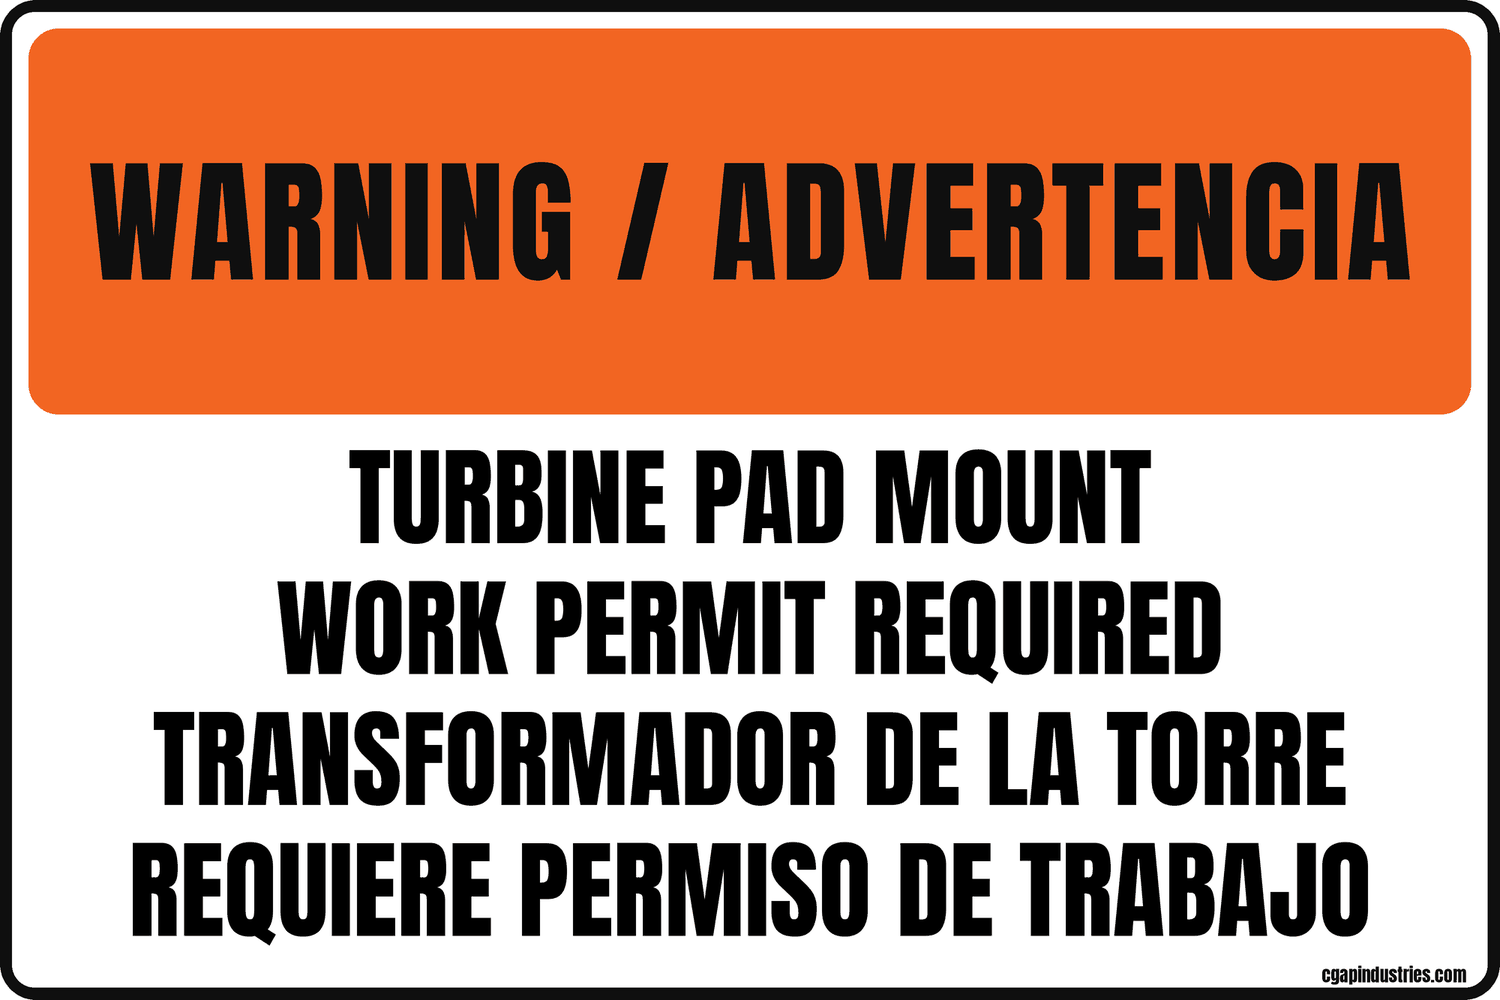 WARNING / ADVERTENCIA
TURBINE PAD MOUNT
WORK PERMIT REQUIRED
TRANSFORMADOR DE LA TORRE
REQUIERE PERMISO DE TRABAJO
cgapindustries.com